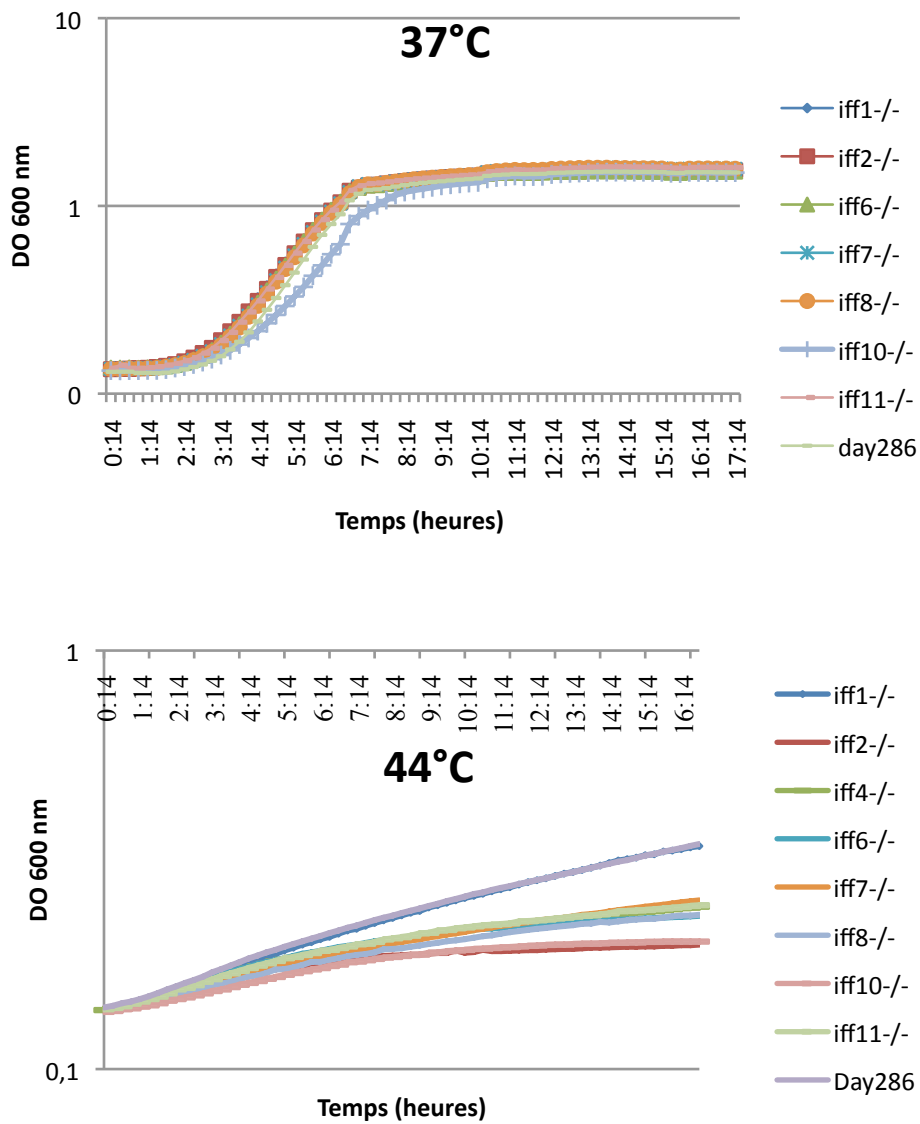 37°C
10
1
0
DO 600 nm
0:14
1:14
2:14
3:14
4:14
5:14
6:14
7:14
8:14
9:14
10:14
11:14
12:14
13:14
14:14
15:14
16:14
17:14
Temps (heures)
iff1-/-
iff2-/-
iff6-/-
iff7-/-
iff8-/-
iff10-/-
iff11-/-
day286
1
0:14
1:14
2:14
3:14
4:14
5:14
6:14
7:14
8:14
9:14
10:14
11:14
12:14
13:14
14:14
15:14
16:14
44°C
DO 600 nm
0,1
Temps (heures)
iff1-/-
iff2-/-
iff4-/-
iff6-/-
iff7-/-
iff8-/-
iff10-/-
iff11-/-
Day286